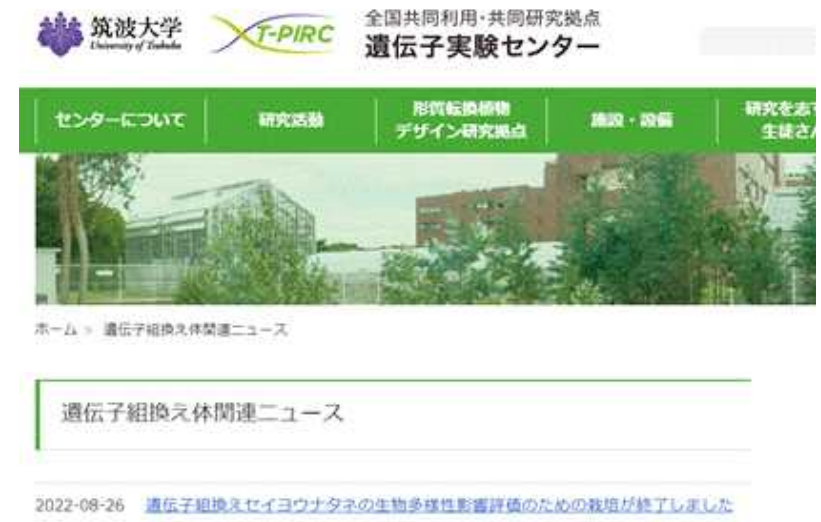 筑波大学
University of Tsukuba
T-PIRC
全国共同利用・共同研究拠点
遺伝子実験センター
センターについて
研究活動
形質転換植物
デザイン研究拠点
施設・設備
研究を志す
生徒さん
ホーム » 遺伝子組換え体関連ニュース
遺伝子組換え体関連ニュース
2022-08-26 遺伝子組換えセイヨウナタネの生物多様性影響評価のための栽培が終了しました